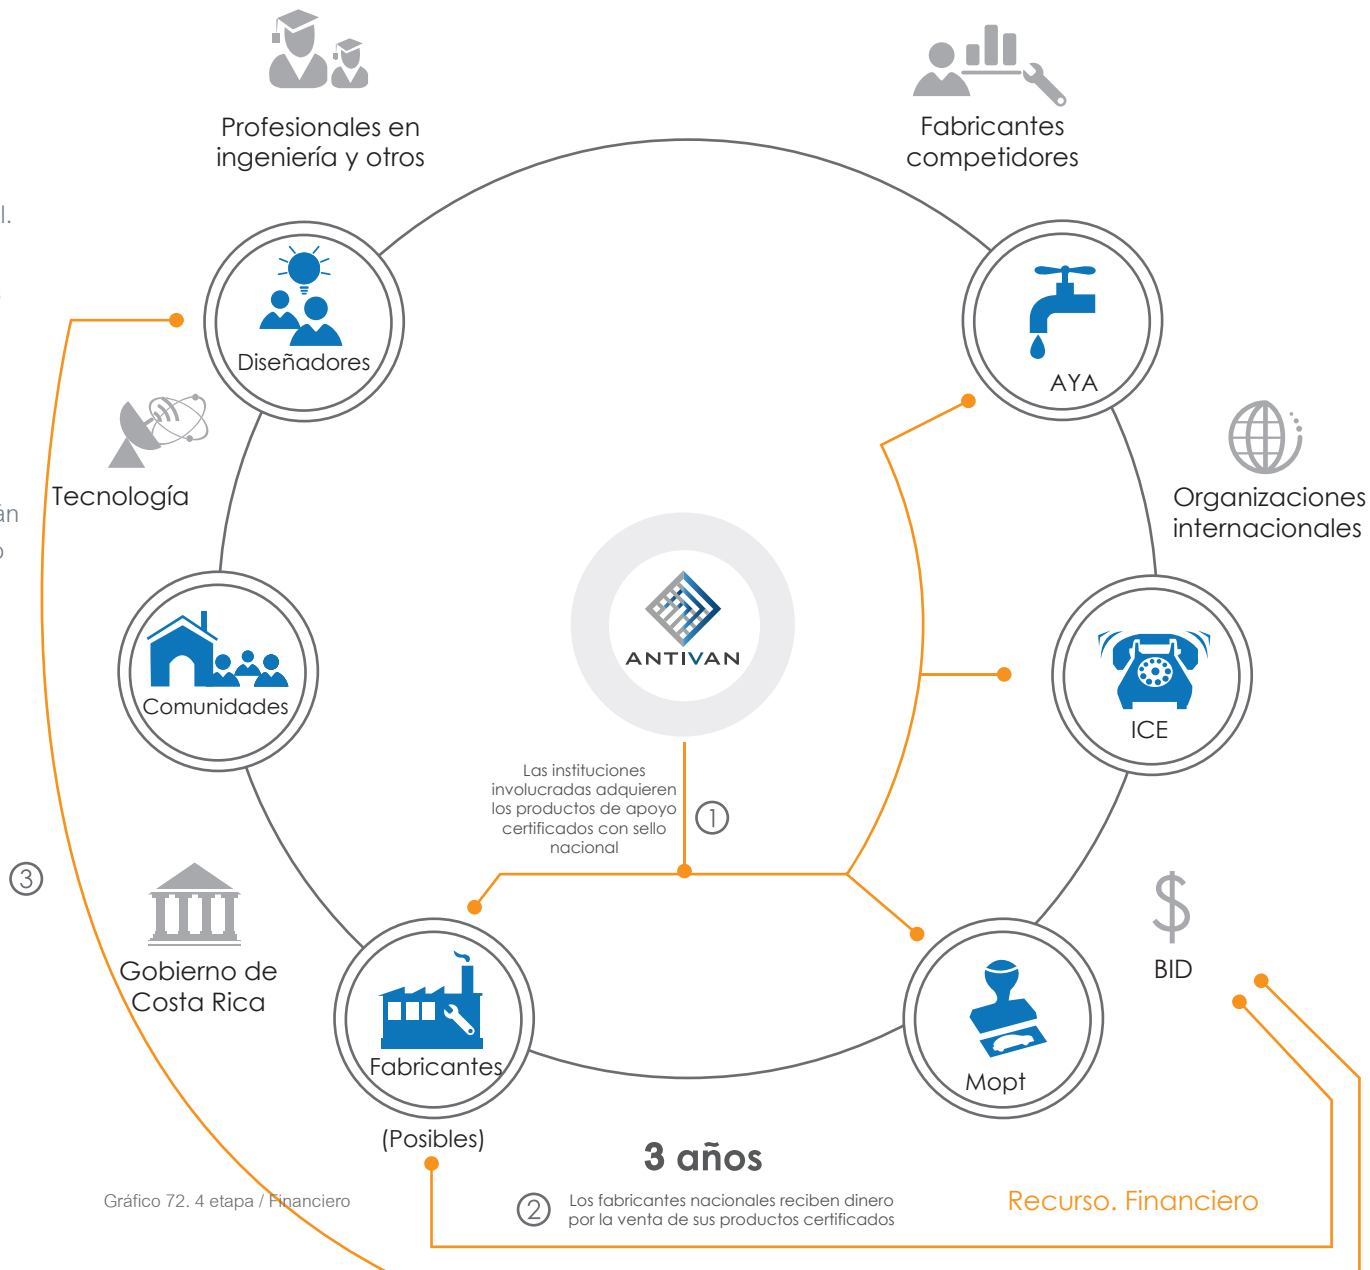 Profesionales en
ingeniería y otros
Fabricantes
competidores
l.
Diseñadores
AYA
Tecnología
Organizaciones
internacionales
án
o
ANTIVAN
Comunidades
ICE
Las instituciones
involucradas adquieren
los productos de apoyo
certificados con sello
nacional
1
3
Gobierno de
Costa Rica
BID
Fabricantes
(Posibles)
Mopt
3 años
Gráfico 72. 4 etapa / Financiero
2
Los fabricantes nacionales reciben dinero
por la venta de sus productos certificados
Recurso. Financiero